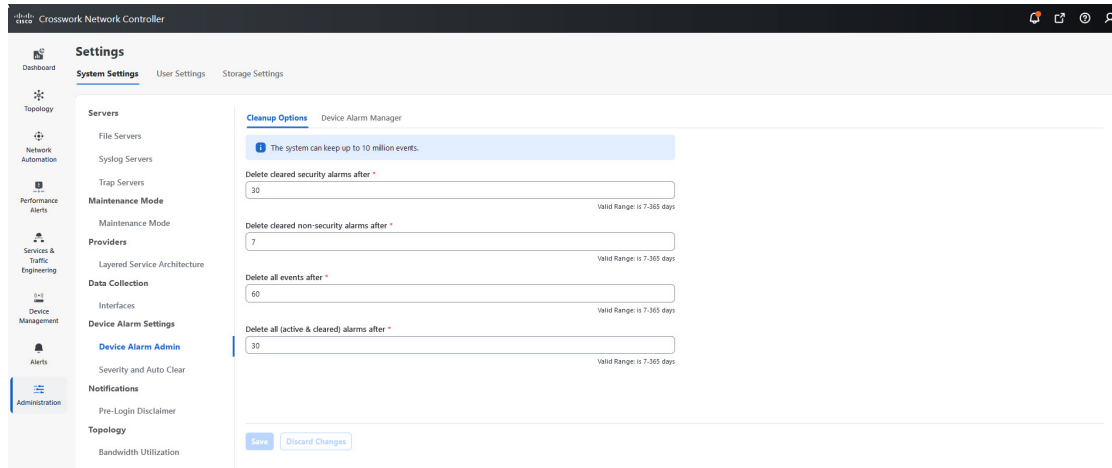 cisco Crosswork Network Controller
Settings
System Settings User Settings Storage Settings
Dashboard
Topology
Network
Automation
Performance
Alerts
Services &
Traffic
Engineering
Device
Management
Alerts
Administration
Servers
File Servers
Syslog Servers
Trap Servers
Maintenance Mode
Maintenance Mode
Providers
Layered Service Architecture
Data Collection
Interfaces
Device Alarm Settings
Device Alarm Admin
Severity and Auto Clear
Notifications
Pre-Login Disclaimer
Topology
Bandwidth Utilization
Cleanup Options Device Alarm Manager
The system can keep up to 10 million events.
Delete cleared security alarms after *
30
Valid Range: is 7-365 days
Delete cleared non-security alarms after *
7
Valid Range: is 7-365 days
Delete all events after *
60
Valid Range: is 7-365 days
Delete all (active & cleared) alarms after *
30
Valid Range: is 7-365 days
Save Discard Changes